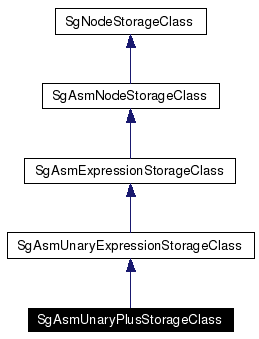 SgNodeStorageClass
SgAsmNodeStorageClass
SgAsmExpressionStorageClass
SgAsmUnaryExpressionStorageClass
SgAsmUnaryPlusStorageClass